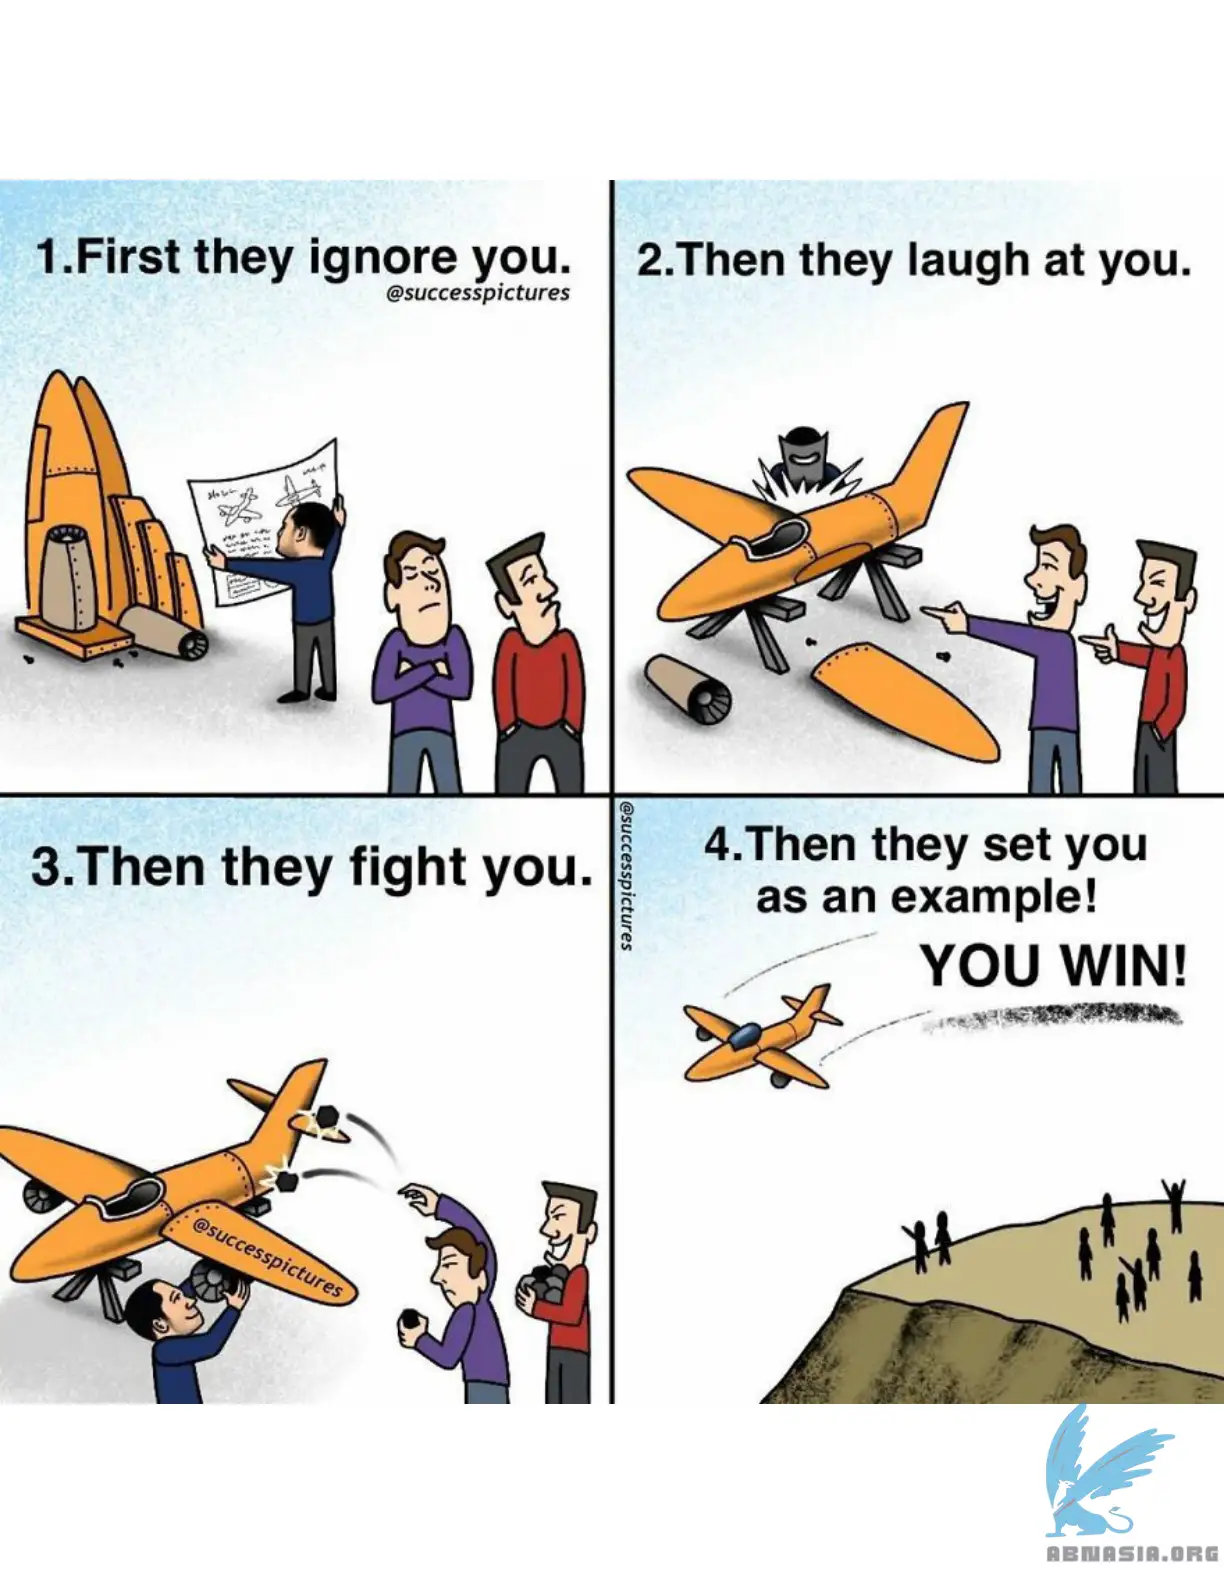 1.First they ignore you.
@successpictures
2.Then they laugh at you.
3.Then they fight you.
@successpictures
@successpictures
4.Then they set you
as an example!
YOU WIN!
ABNASIA.ORG